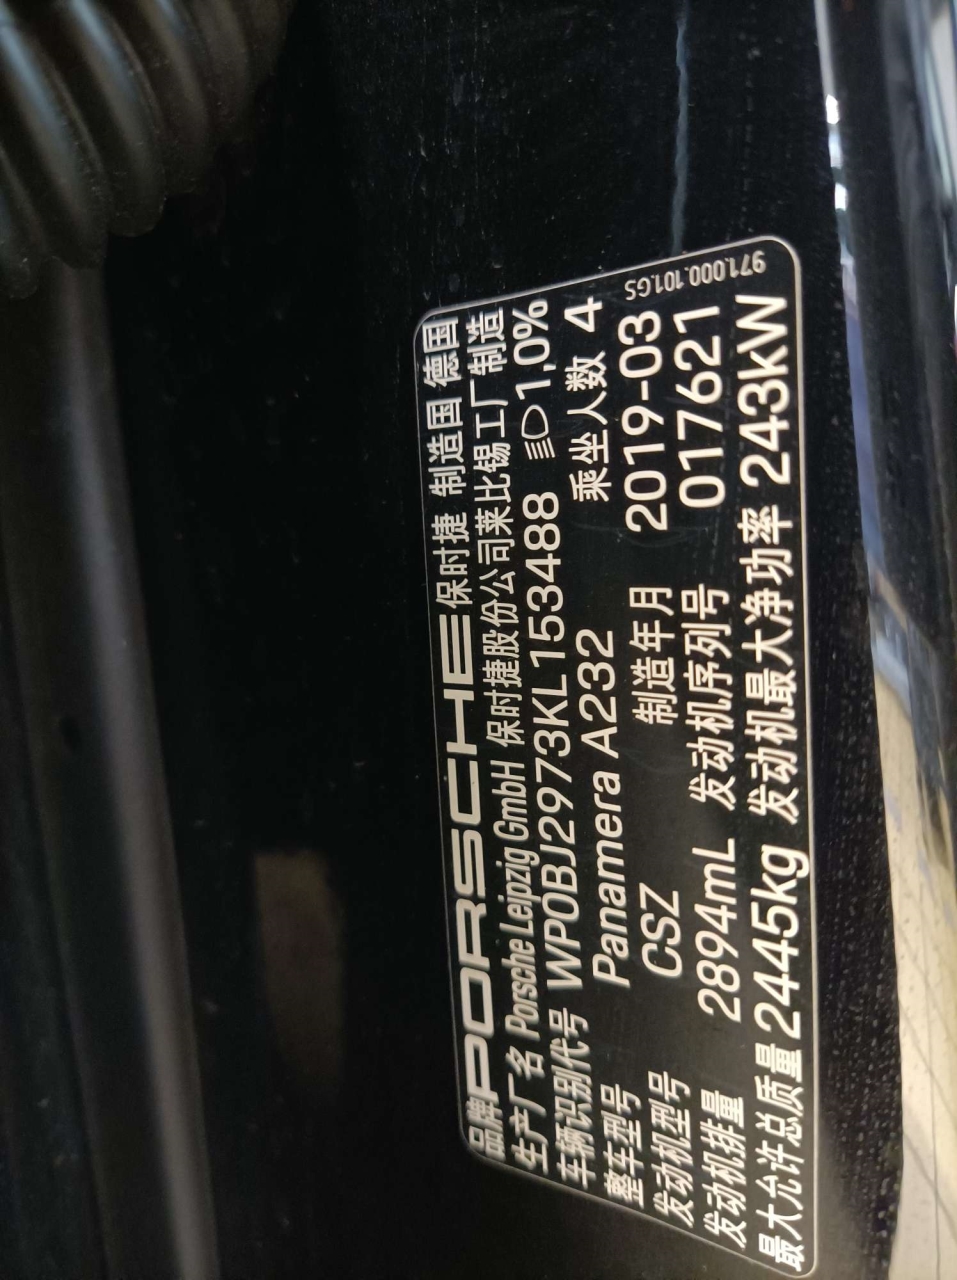 品牌 PORSCHE 保时捷 制造国 德国
生产厂名 Porsche Leipzig GmbH 保时捷股份公司莱比锡工厂制造
车辆识别代号 WP0BJ2973KL153488 1,0%
整车型号 Panamera A232 乘坐人数 4
发动机型号 CSZ 制造年月 2019-03
发动机排量 2894mL 发动机序列号 017621
最大允许总质量 2445kg 发动机最大净功率 243kW
971.000.101.GS